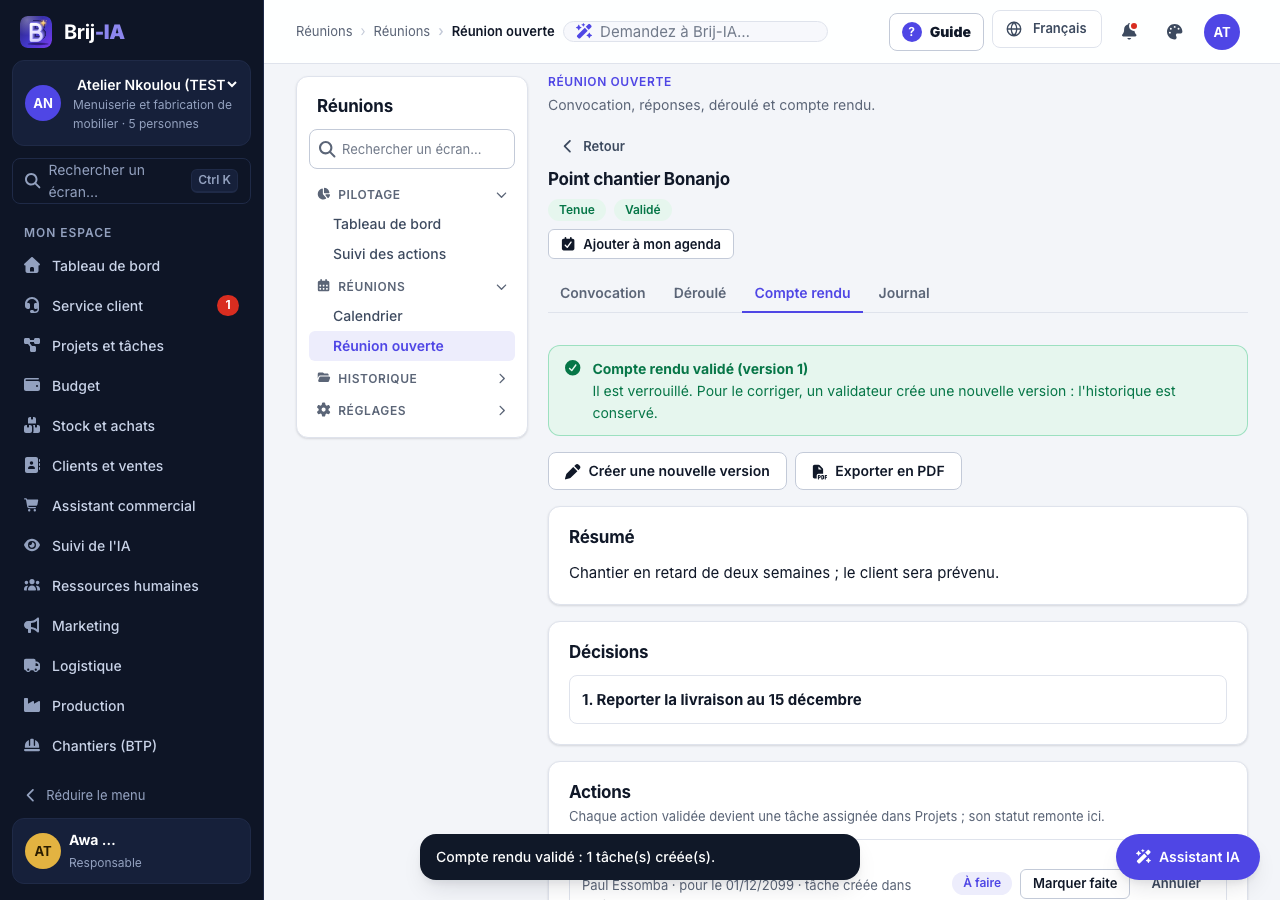 Brij-IA
AN
Atelier Nkoulou (TEST
Menuiserie et fabrication de
mobilier · 5 personnes
Rechercher un
écran...
Ctrl K
MON ESPACE
Tableau de bord
Service client
1
Projets et tâches
Budget
Stock et achats
Clients et ventes
Assistant commercial
Suivi de l'IA
Ressources humaines
Marketing
Logistique
Production
Chantiers (BTP)
Réduire le menu
AT
Awa ...
Responsable
Réunions › Réunions › Réunion ouverte
Demandez à Brij-IA...
? Guide
Français
AT
Réunions
Rechercher un écran...
PILOTAGE
Tableau de bord
Suivi des actions
RÉUNIONS
Calendrier
Réunion ouverte
HISTORIQUE
RÉGLAGES
RÉUNION OUVERTE
Convocation, réponses, déroulé et compte rendu.
Retour
Point chantier Bonanjo
Tenue Validé
Ajouter à mon agenda
Convocation Déroulé Compte rendu Journal
Compte rendu validé (version 1)
Il est verrouillé. Pour le corriger, un validateur crée une nouvelle version : l'historique est
conservé.
Créer une nouvelle version
Exporter en PDF
Résumé
Chantier en retard de deux semaines ; le client sera prévenu.
Décisions
1. Reporter la livraison au 15 décembre
Actions
Chaque action validée devient une tâche assignée dans Projets ; son statut remonte ici.
Compte rendu validé : 1 tâche(s) créée(s).
Assistant IA
Paul Essomba · pour le 01/12/2099 · tâche créée dans
À faire
Marquer faite
Annuler